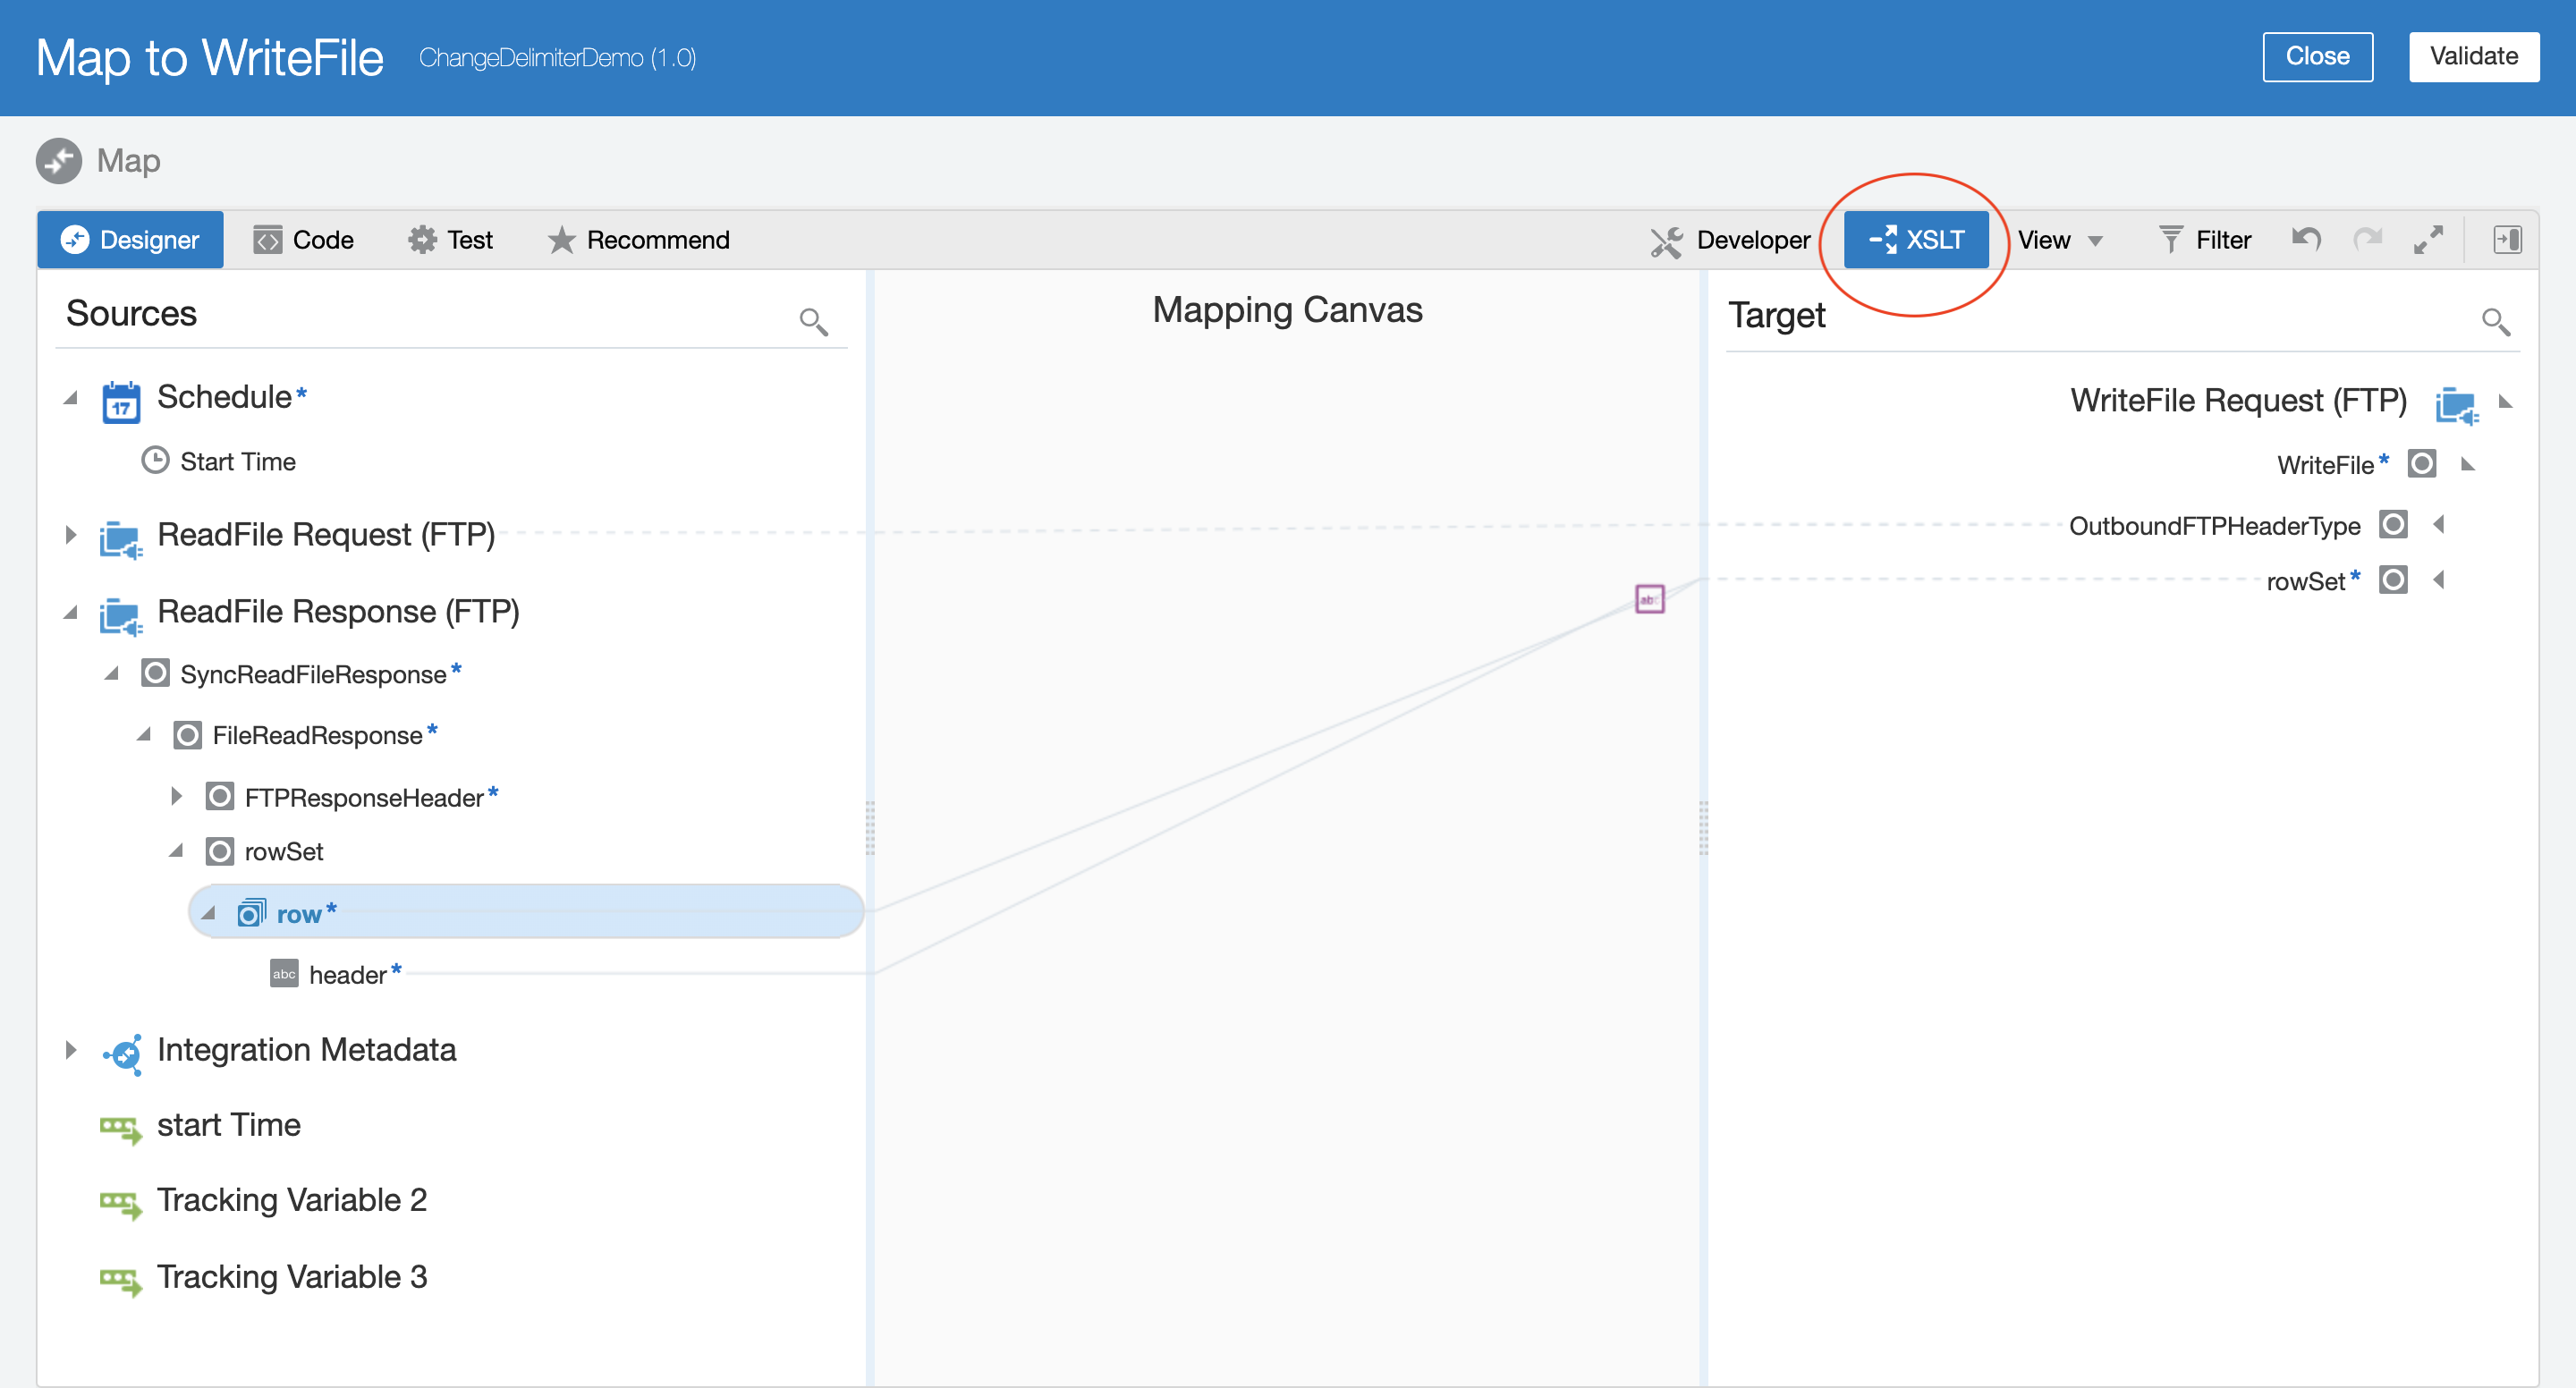 Map to WriteFile ChangeDelimiterDemo (1.0) Close Validate
Map
Designer Code Test Recommend Developer XSLT View Filter
Sources Mapping Canvas Target
Schedule* WriteFile Request (FTP)
17
Start Time WriteFile*
ReadFile Request (FTP) OutboundFTPHeaderType
rowSet*
abc
ReadFile Response (FTP)
SyncReadFileResponse*
FileReadResponse*
FTPResponseHeader*
rowSet
row*
abc header*
Integration Metadata
start Time
Tracking Variable 2
Tracking Variable 3